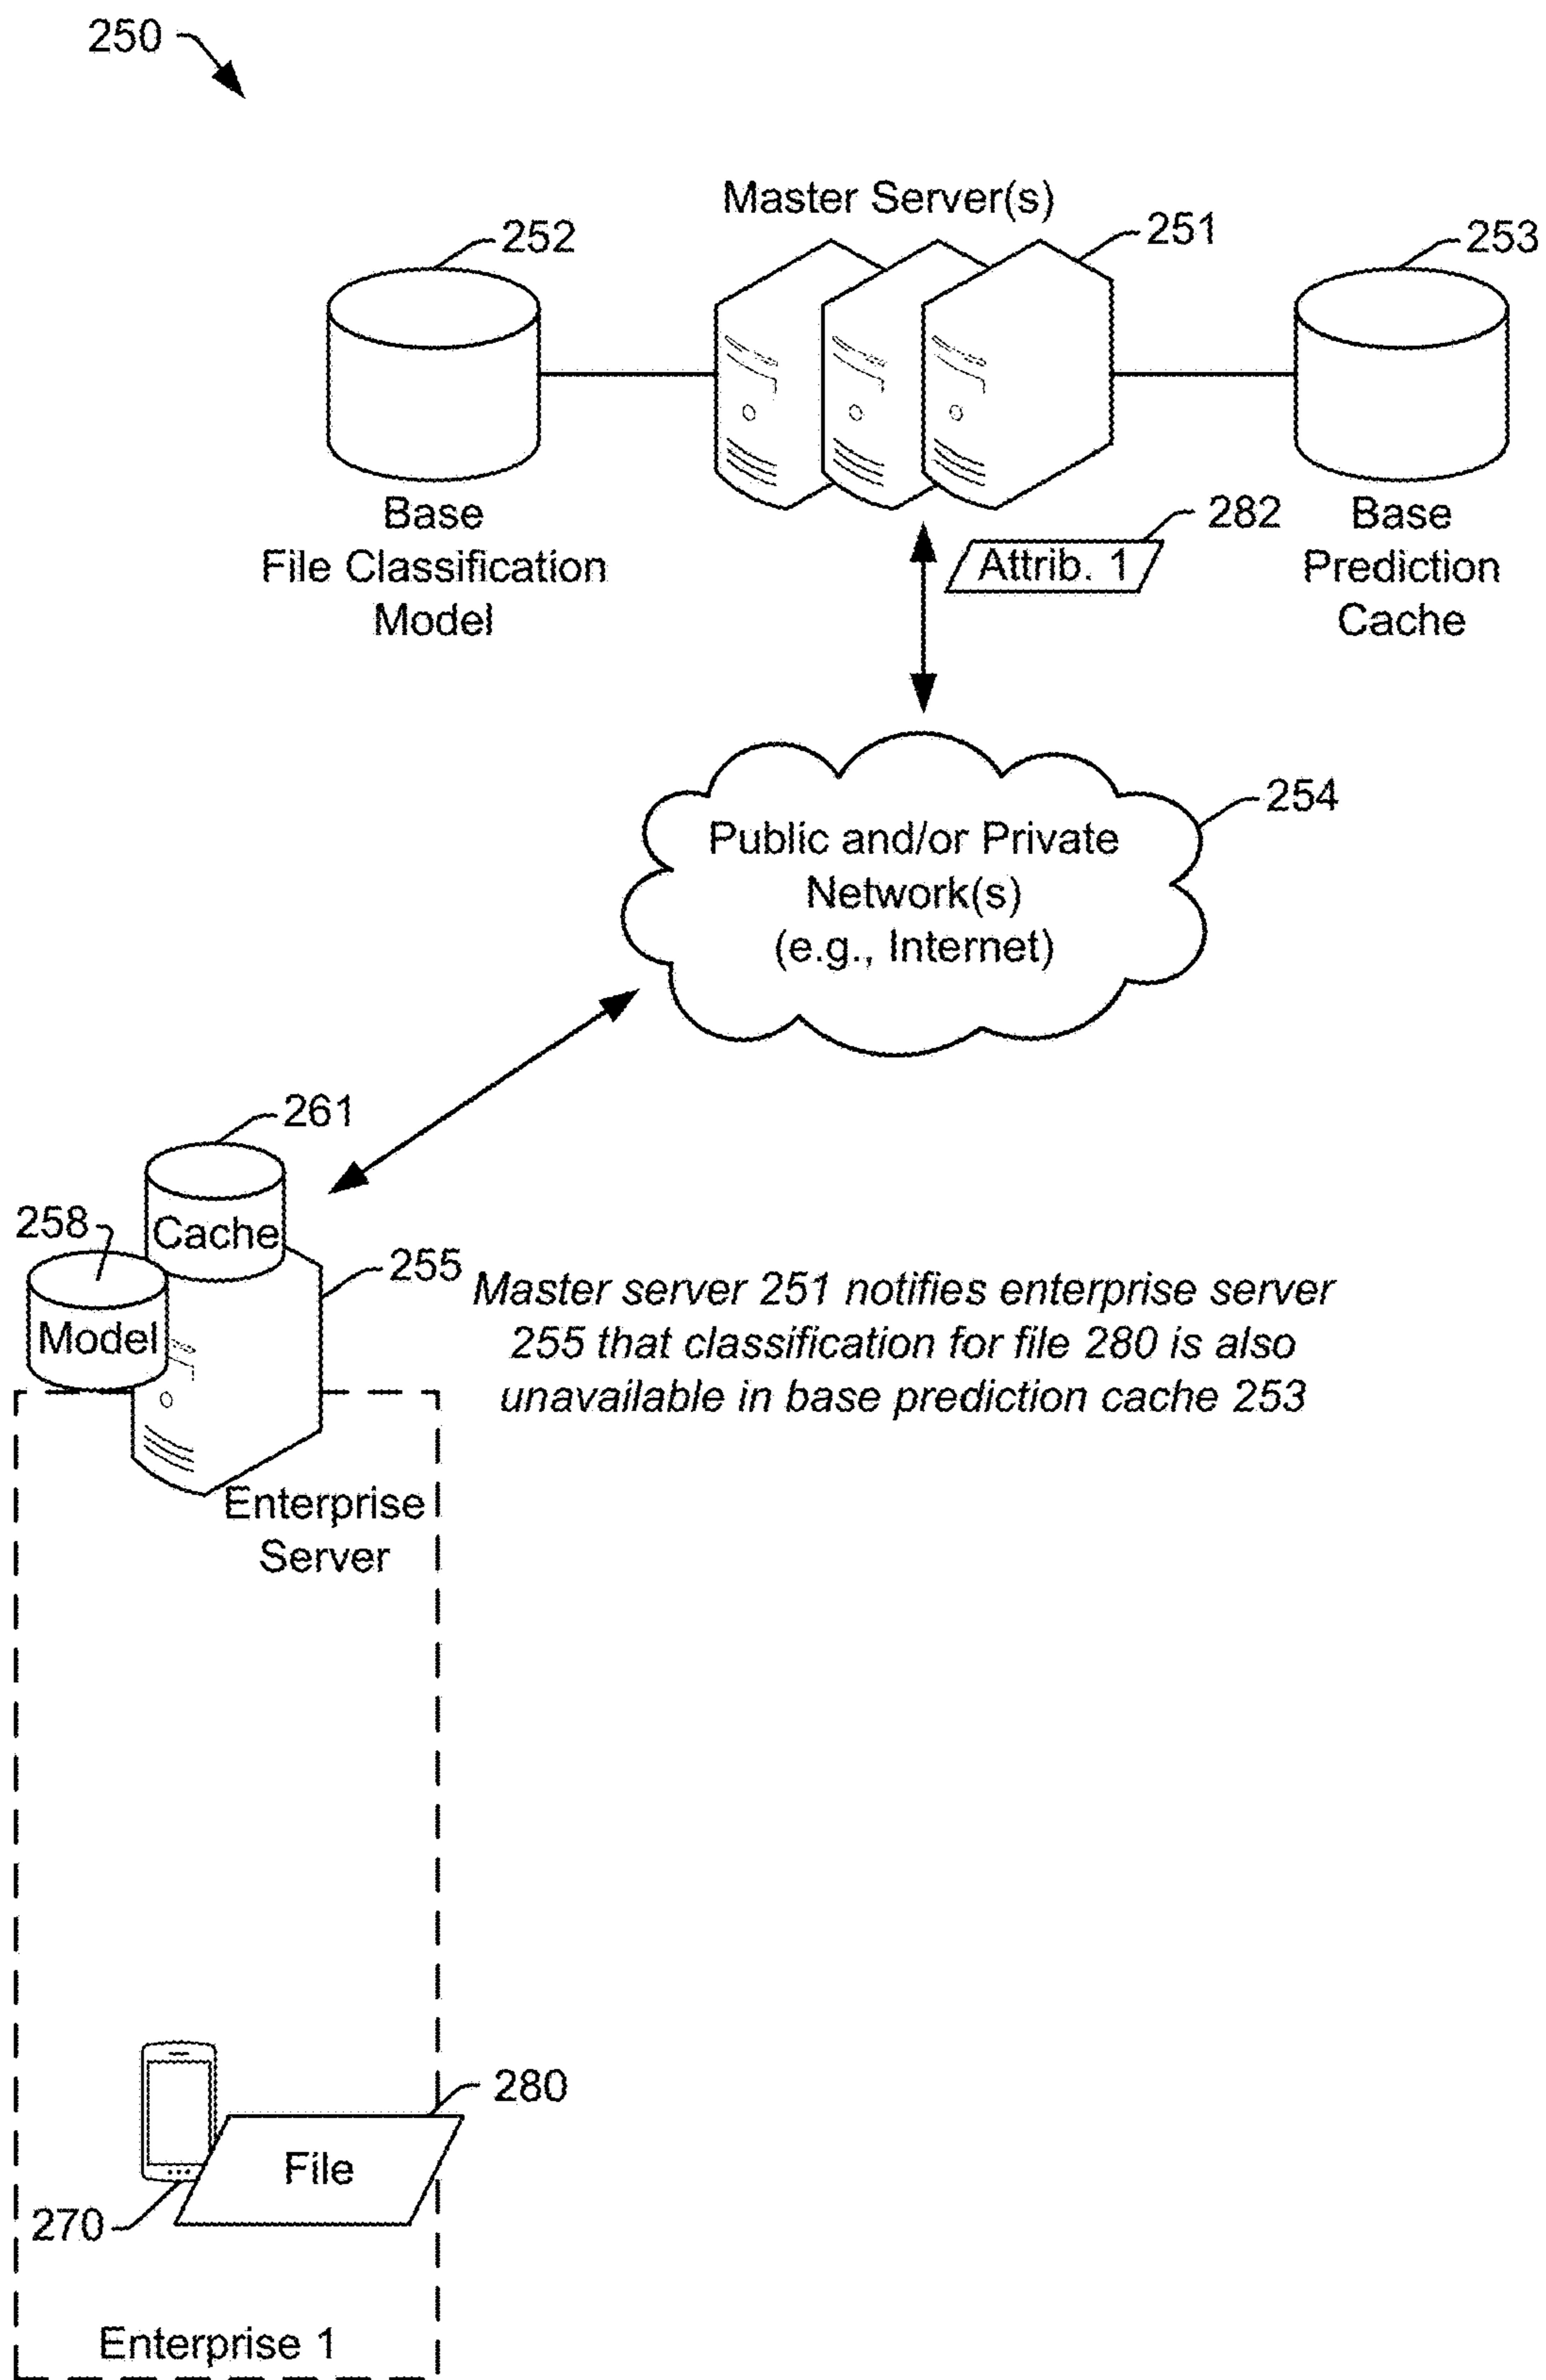 250
Master Server(s)
252
251
253
Base
File Classification
Model
282
Attrib. 1
Base
Prediction
Cache
254
Public and/or Private
Network(s)
(e.g., Internet)
261
Cache
258
Model
255
Master server 251 notifies enterprise server
255 that classification for file 280 is also
unavailable in base prediction cache 253
Enterprise
Server
280
File
270
Enterprise 1